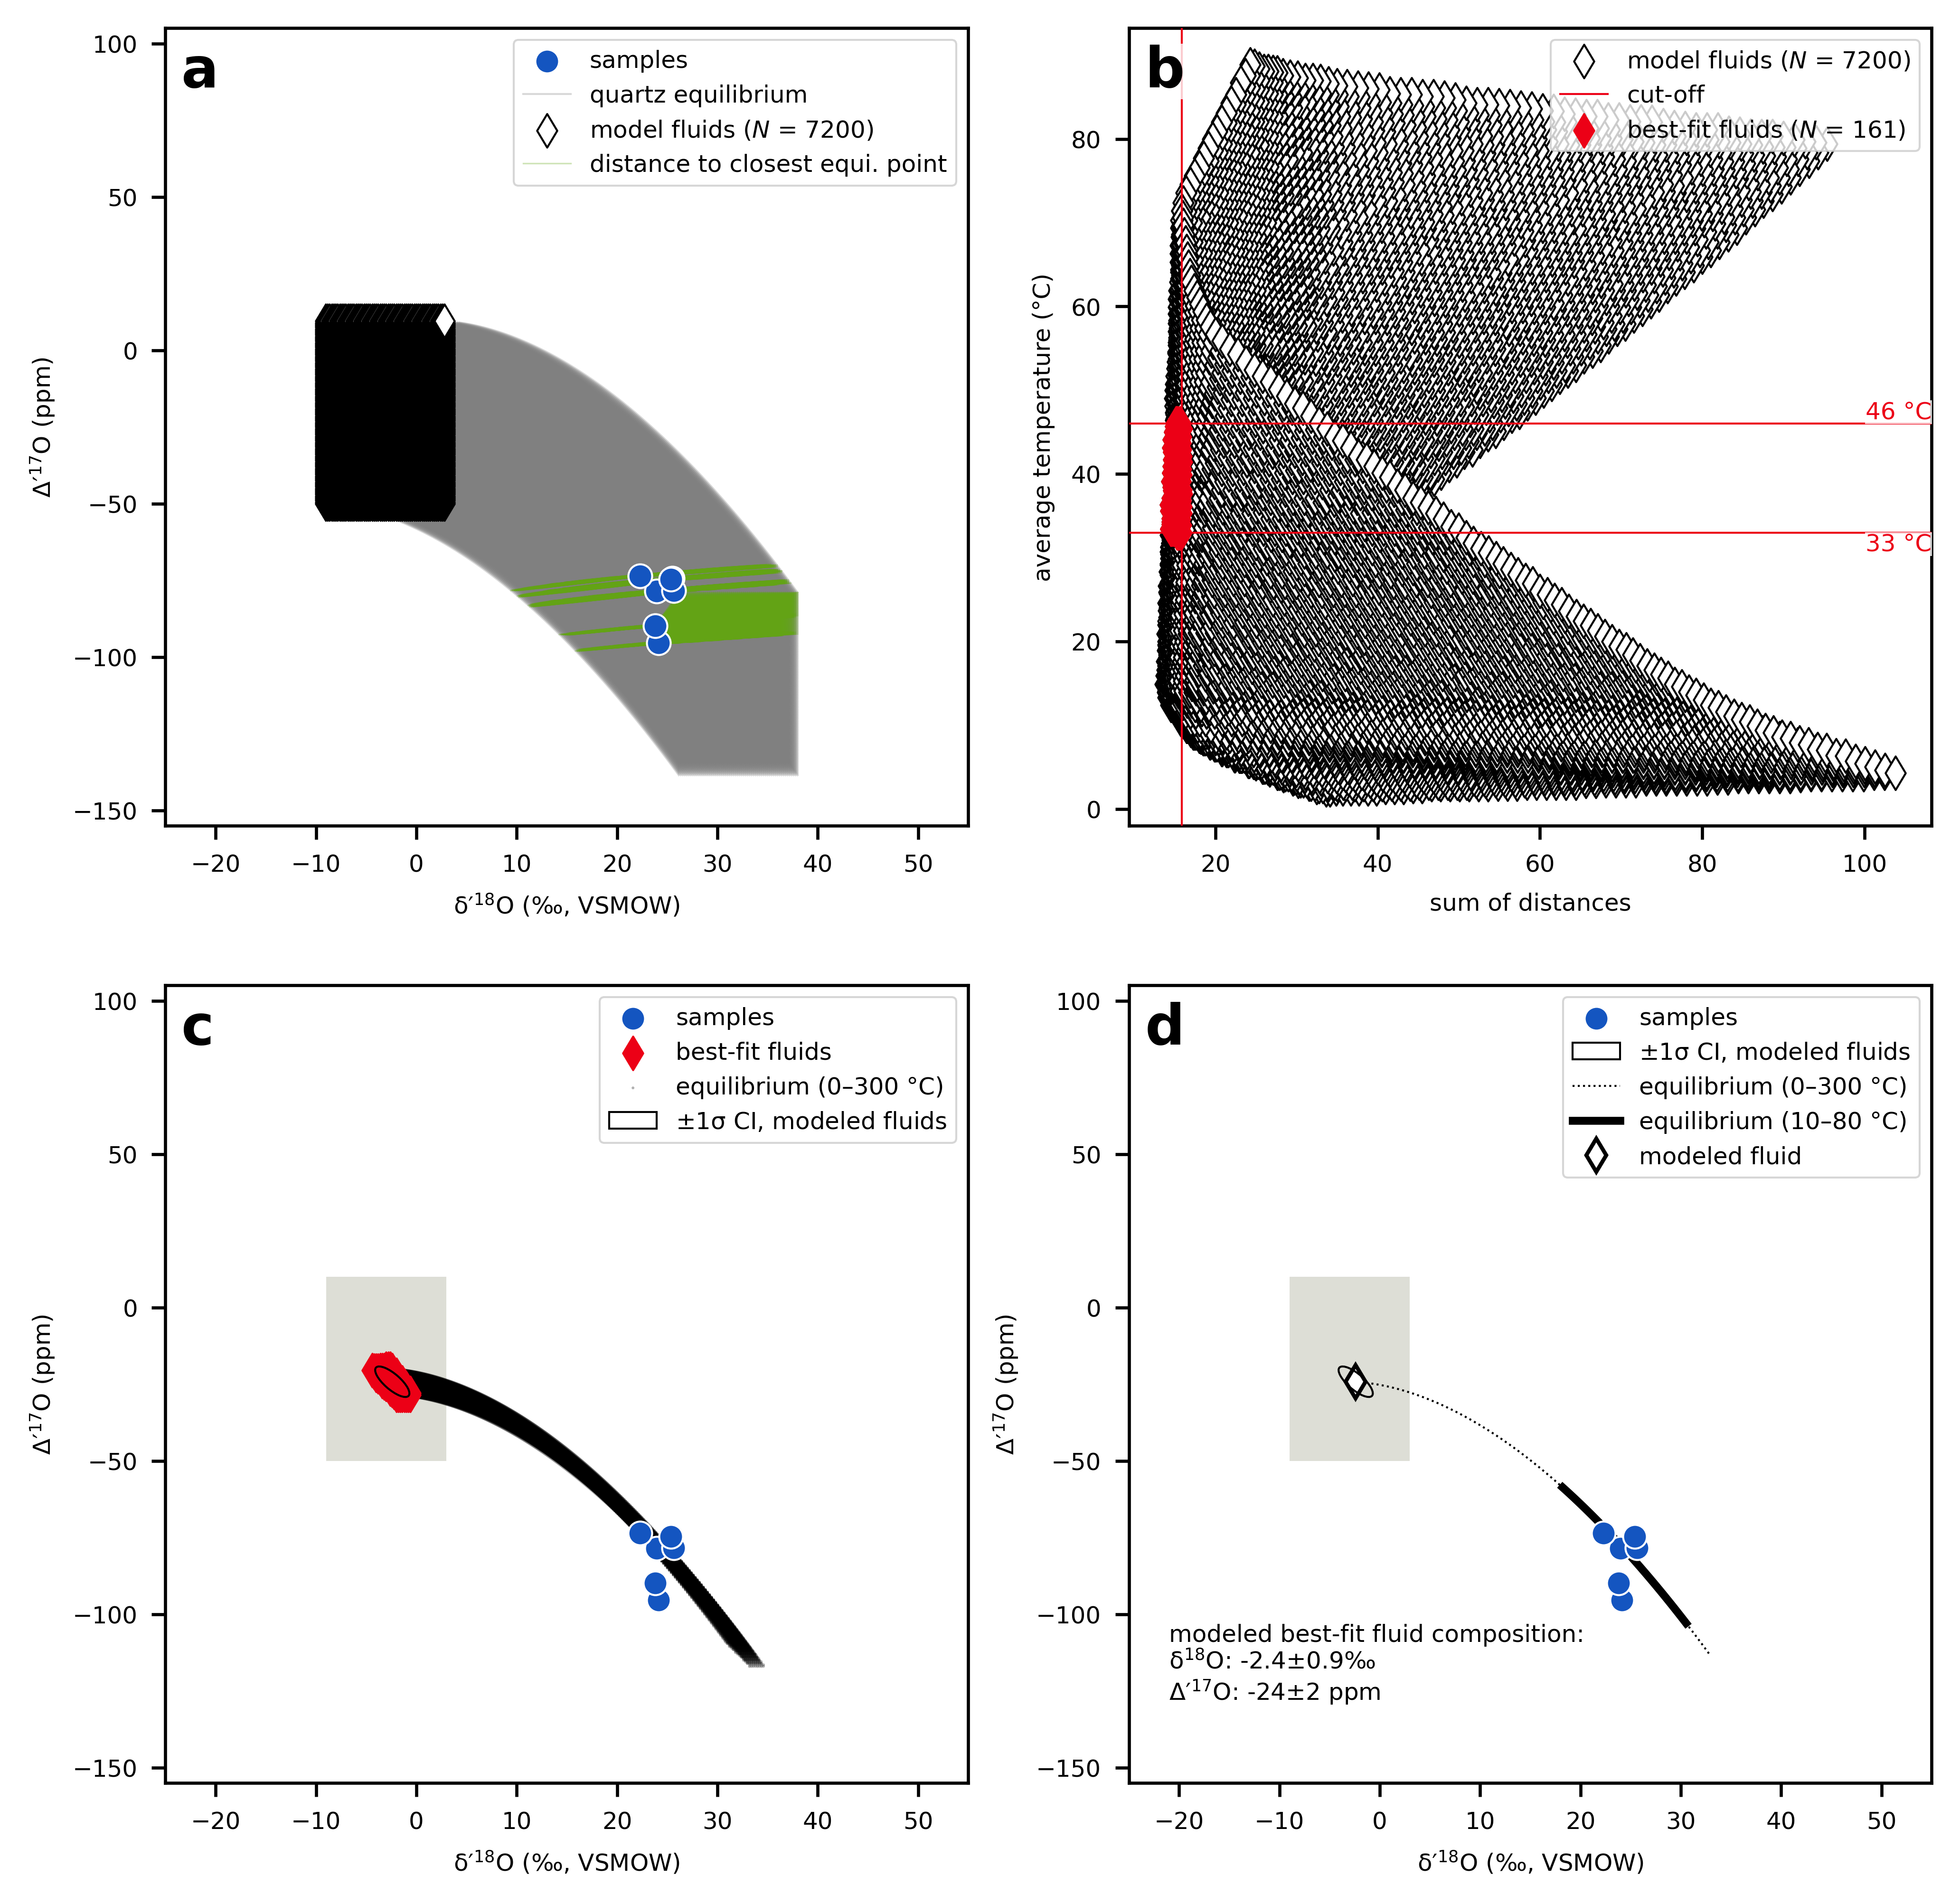 a
samples
quartz equilibrium
model fluids (N = 7200)
distance to closest equi. point
100
50
0
−50
−100
−150
Δ′¹⁷O (ppm)
−20 −10 0 10 20 30 40 50
δ′¹⁸O (‰, VSMOW)
b
model fluids (N = 7200)
cut-off
best-fit fluids (N = 161)
80
60
40
20
0
average temperature (°C)
46 °C
33 °C
20 40 60 80 100
sum of distances
c
samples
best-fit fluids
equilibrium (0–300 °C)
±1σ CI, modeled fluids
100
50
0
−50
−100
−150
Δ′¹⁷O (ppm)
−20 −10 0 10 20 30 40 50
δ′¹⁸O (‰, VSMOW)
d
samples
±1σ CI, modeled fluids
equilibrium (0–300 °C)
equilibrium (10–80 °C)
modeled fluid
100
50
0
−50
−100
−150
Δ′¹⁷O (ppm)
modeled best-fit fluid composition:
δ¹⁸O: -2.4±0.9‰
Δ′¹⁷O: -24±2 ppm
−20 −10 0 10 20 30 40 50
δ′¹⁸O (‰, VSMOW)